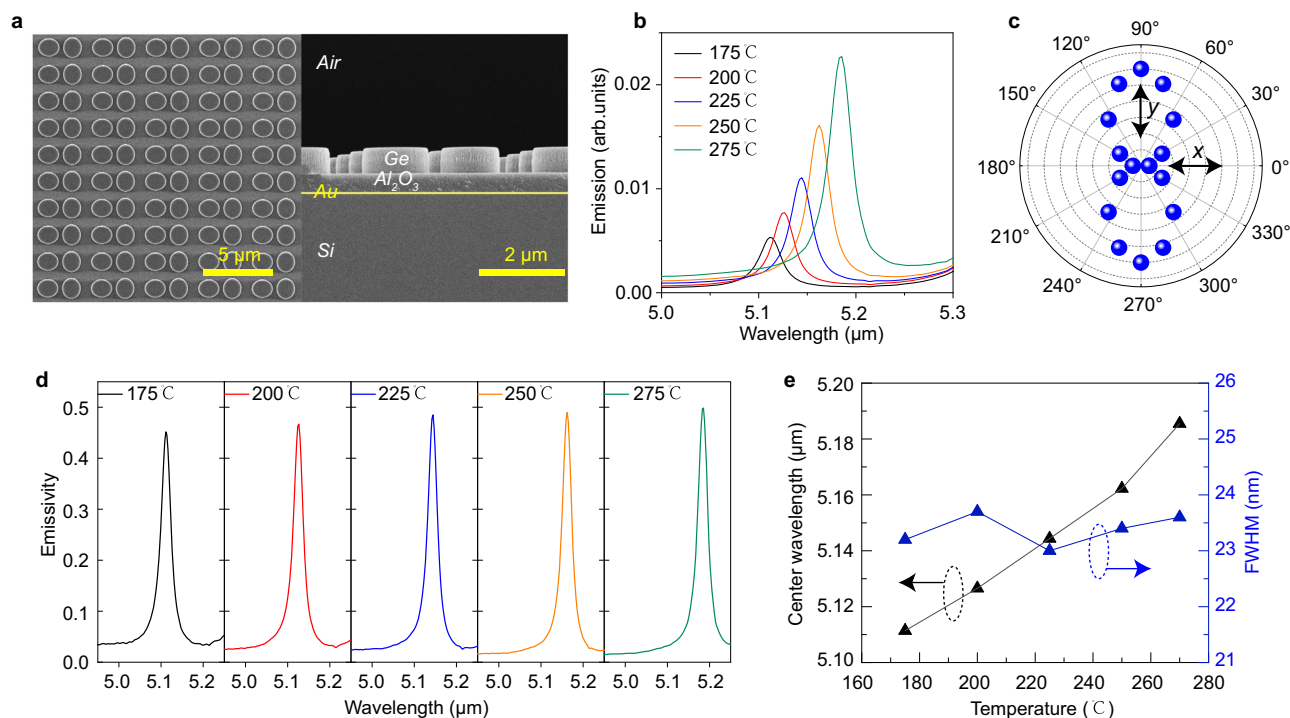 a
Air
Ge
Al2O3
Au
Si
5 μm
2 μm
b
175℃
200℃
225℃
250℃
275℃
Emission (arb.units)
0.02
0.01
0.00
5.0 5.1 5.2 5.3
Wavelength (μm)
c
90°
120° 60°
150° 30°
y
x
180° 0°
210° 330°
240° 300°
270°
d
175℃ 200℃ 225℃ 250℃ 275℃
Emissivity
0.5
0.4
0.3
0.2
0.1
0.0
5.0 5.1 5.2 5.0 5.1 5.2 5.0 5.1 5.2 5.0 5.1 5.2 5.0 5.1 5.2
Wavelength (μm)
e
Center wavelength (μm)
5.20
5.18
5.16
5.14
5.12
5.10
26
25
24
23
22
21
FWHM (nm)
160 180 200 220 240 260 280
Temperature (℃)